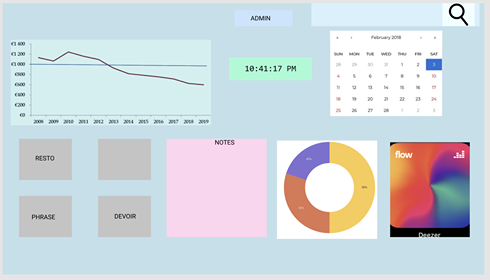 ADMIN
€1 600
€1 400
€1 200
€1 000
€800
€600
€400
€200
€0
2008 2009 2010 2011 2012 2013 2014 2015 2016 2017 2018 2019
10:41:17 PM
February 2018
SUN MON TUE WED THU FRI SAT
28 29 30 31 1 2 3
4 5 6 7 8 9 10
11 12 13 14 15 16 17
18 19 20 21 22 23 24
25 26 27 28 1 2 3
RESTO
PHRASE
DEVOIR
NOTES
flow
Deezer